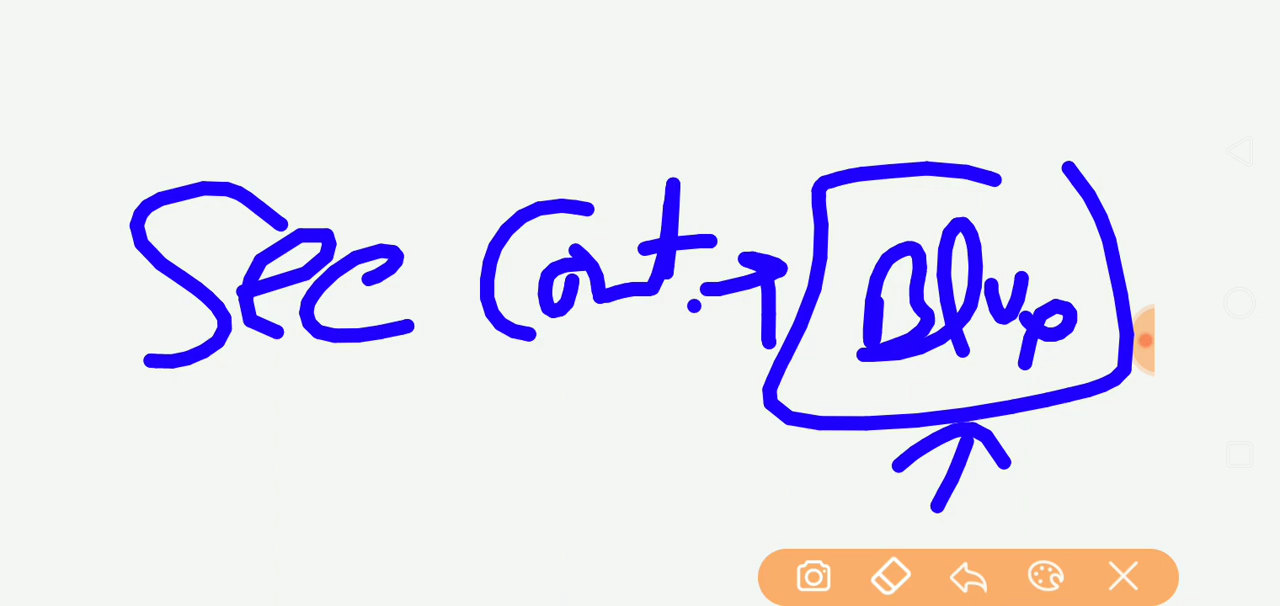 Sec Cont. → Blup